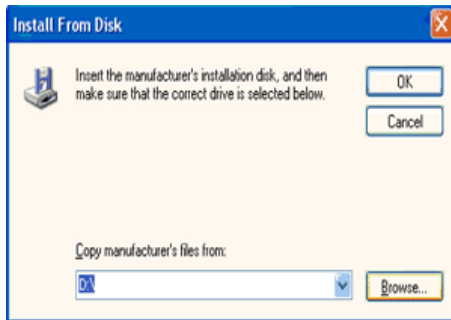 Install From Disk
Insert the manufacturer's installation disk, and then
make sure that the correct drive is selected below.
OK
Cancel
Copy manufacturer's files from:
D:\
Browse...